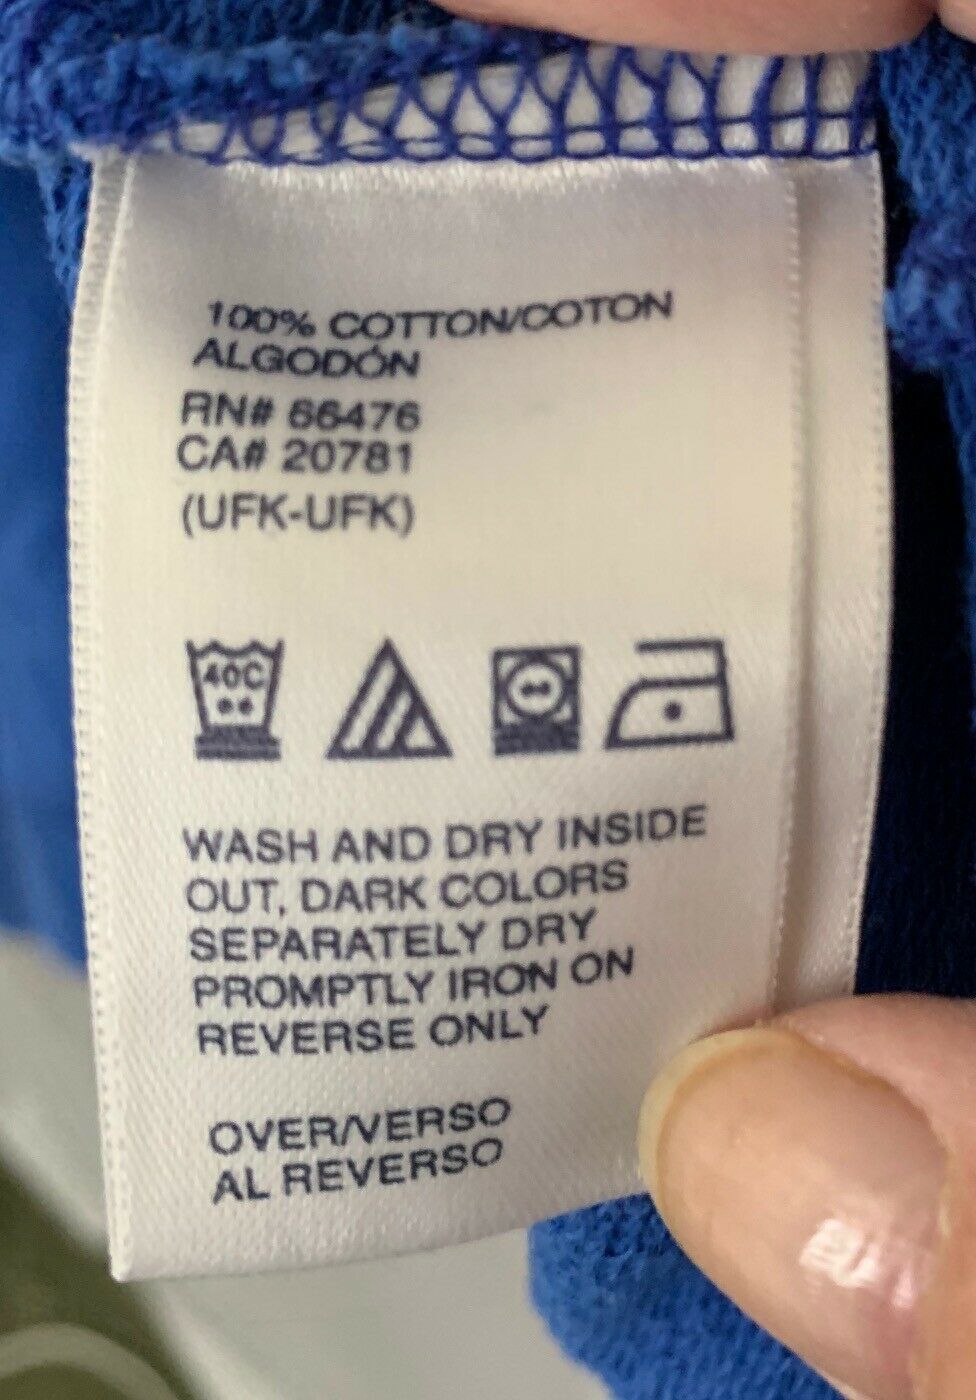 100% COTTON/COTON
ALGODÓN
RN# 66476
CA# 20781
(UFK-UFK)
40C
WASH AND DRY INSIDE
OUT, DARK COLORS
SEPARATELY DRY
PROMPTLY IRON ON
REVERSE ONLY
OVER/VERSO
AL REVERSO